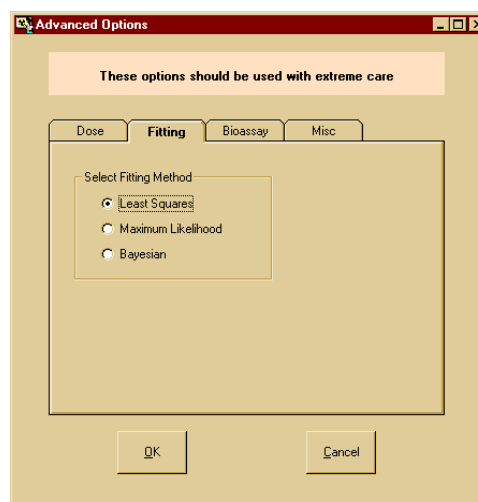 Advanced Options
These options should be used with extreme care
Dose Fitting Bioassay Misc
Select Fitting Method
Least Squares
Maximum Likelihood
Bayesian
OK Cancel